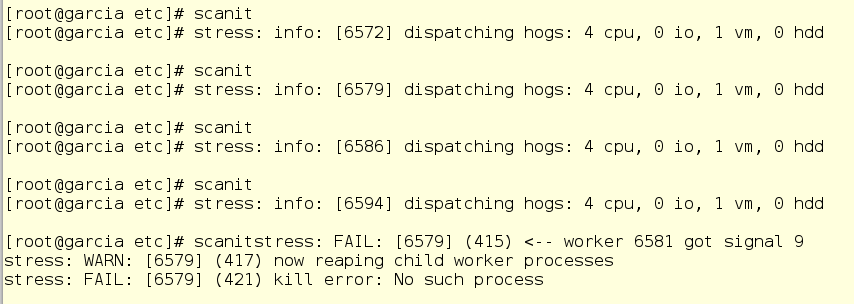 [root@garcia etc]# scanit
[root@garcia etc]# stress: info: [6572] dispatching hogs: 4 cpu, 0 io, 1 vm, 0 hdd
[root@garcia etc]# scanit
[root@garcia etc]# stress: info: [6579] dispatching hogs: 4 cpu, 0 io, 1 vm, 0 hdd
[root@garcia etc]# scanit
[root@garcia etc]# stress: info: [6586] dispatching hogs: 4 cpu, 0 io, 1 vm, 0 hdd
[root@garcia etc]# scanit
[root@garcia etc]# stress: info: [6594] dispatching hogs: 4 cpu, 0 io, 1 vm, 0 hdd
[root@garcia etc]# scanitstress: FAIL: [6579] (415) <-- worker 6581 got signal 9
stress: WARN: [6579] (417) now reaping child worker processes
stress: FAIL: [6579] (421) kill error: No such process